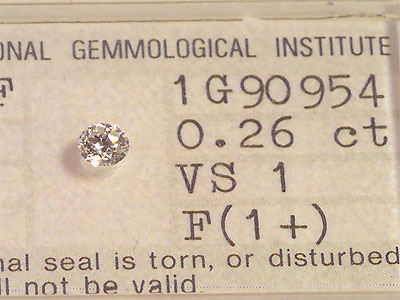 ONAL GEMMOLOGICAL INSTITUTE
F 1G90954
0.26 ct
VS 1
F(1+)
nal seal is torn, or disturbed
ll not be valid.